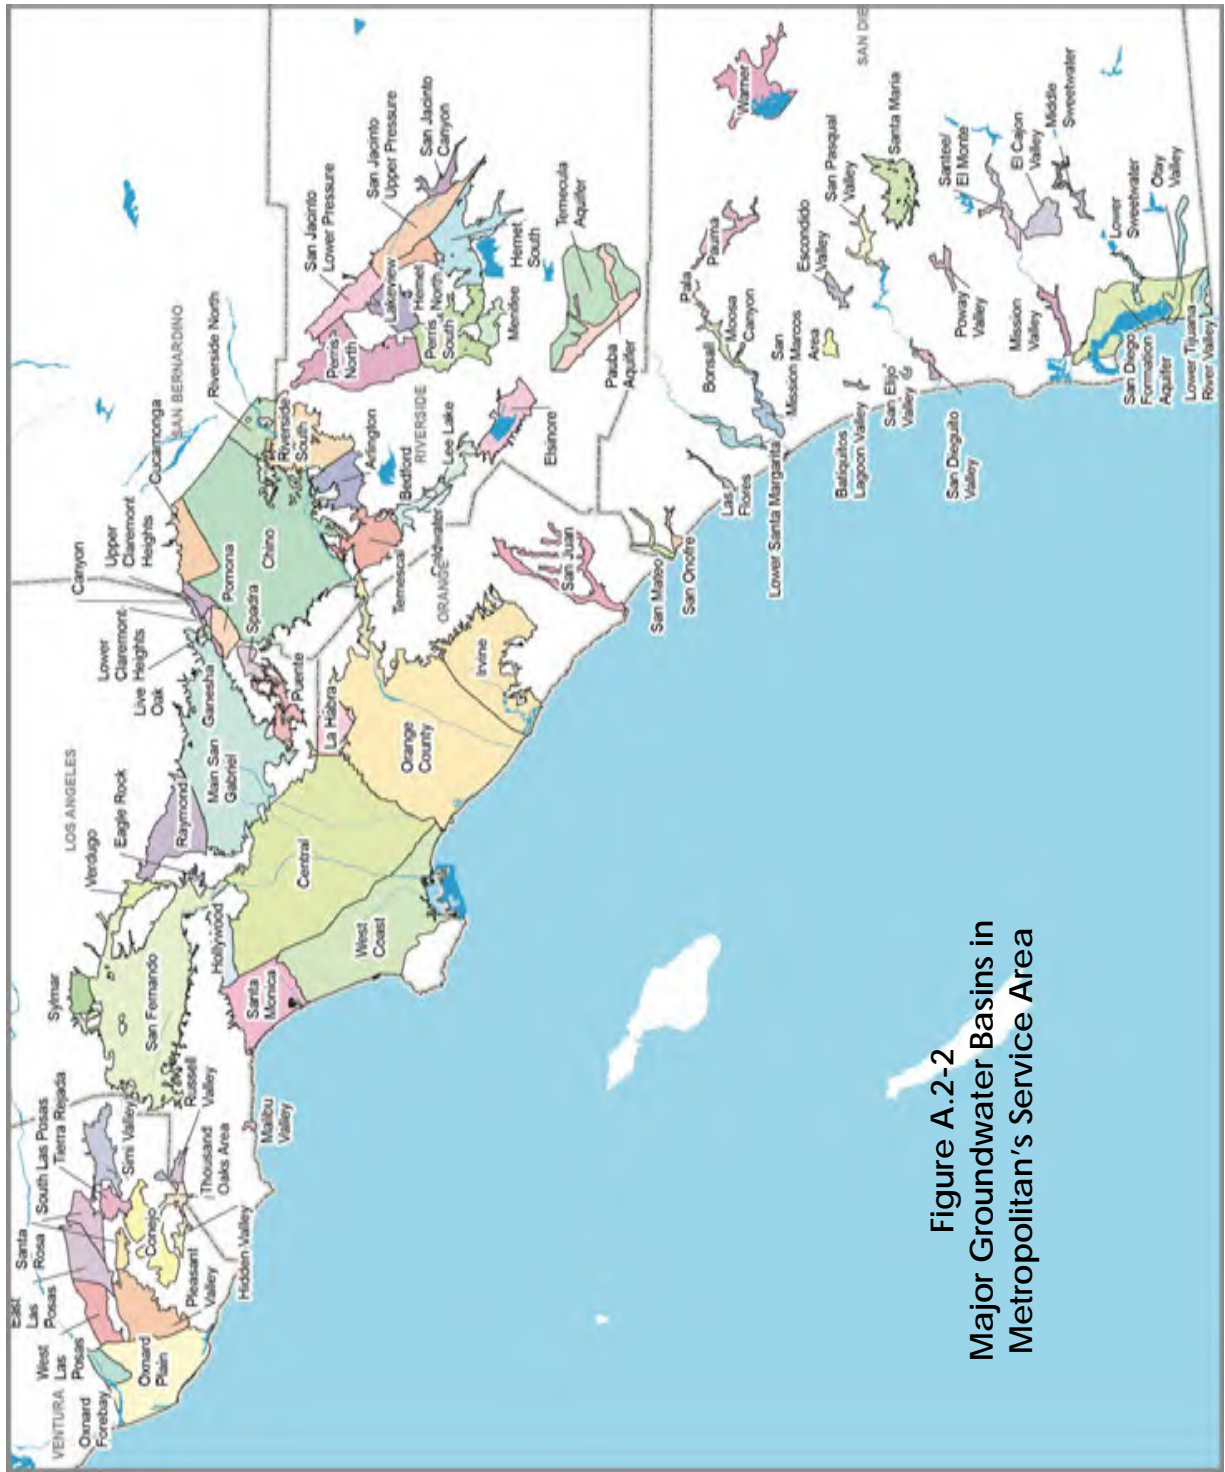 VENTURA
Oxnard
Forebay
West
Las
Posas
East
Las
Posas
Santa
Rosa
South Las Posas
Tierra Rejada
Simi Valley
Oxnard
Plain
Conejo
Pleasant
Valley
Hidden Valley
Thousand
Oaks Area
Russell
Valley
Malibu
Valley
Sylmar
San Fernando
Verdugo
Eagle Rock
LOS ANGELES
Hollywood
Santa
Monica
Raymond
Main San
Gabriel
West
Coast
Central
Live
Oak
Ganesha
Lower
Claremont
Heights
Canyon
Upper
Claremont
Heights
Pomona
Spadra
Puente
La Habra
Orange
County
Irvine
Cucamonga
SAN BERNARDINO
Chino
Riverside North
Riverside
South
Arlington
Temescal
Bedford
Coldwater
Lee Lake
RIVERSIDE
ORANGE
Elsinore
San Juan
San Mateo
San Onofre
San Jacinto
Lower Pressure
San Jacinto
Upper Pressure
San Jacinto
Canyon
Perris
North
Lakeview
Hemet
North
Perris
South
Hemet
South
Menifee
Temecula
Aquifer
Pauba
Aquifer
Las
Flores
Lower Santa Margarita
Mission
Bonsall
Pala
Pauma
Moosa
Canyon
San
Marcos
Area
Warner
Escondido
Valley
San Pasqual
Valley
Santa Maria
SAN DIE
Batiquitos
Lagoon Valley
San Elijo
Valley
San Dieguito
Valley
Poway
Valley
Mission
Valley
Santee/
El Monte
El Cajon
Valley
Middle
Sweetwater
Lower
Sweetwater
Otay
Valley
San Diego
Formation
Aquifer
Lower Tijuana
River Valley
Figure A.2-2
Major Groundwater Basins in
Metropolitan's Service Area